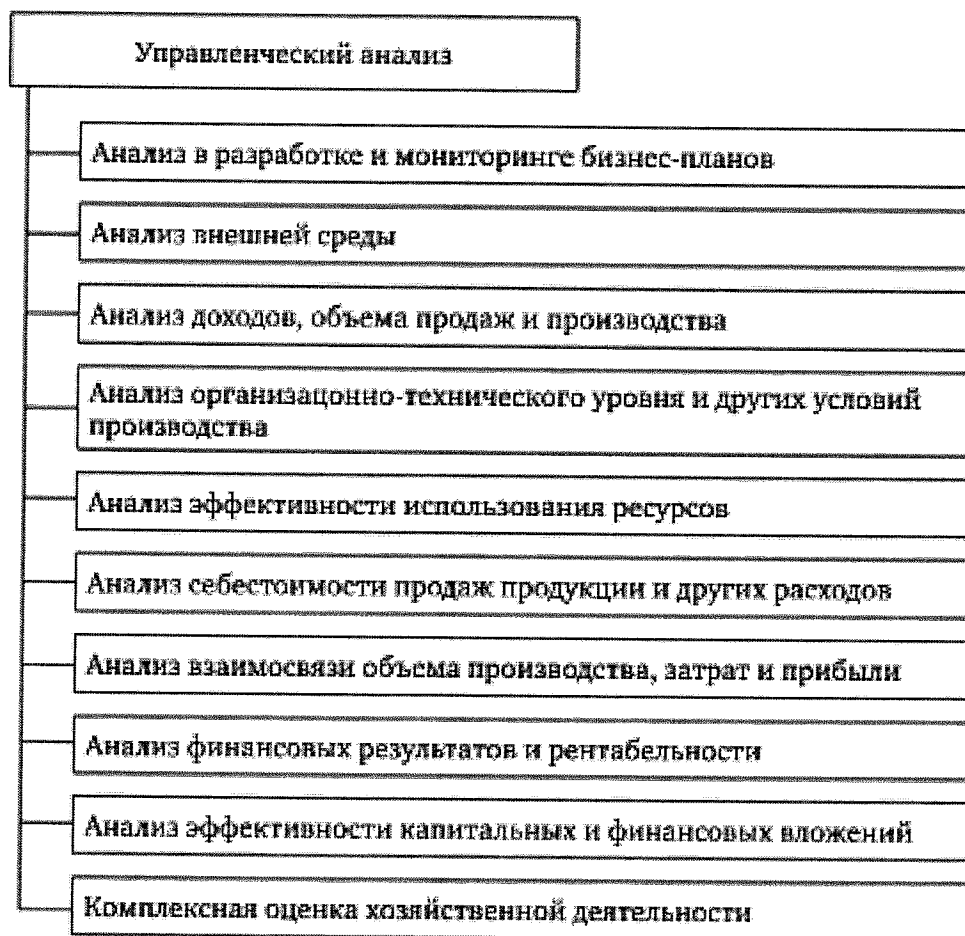 Управленческий анализ
Анализ в разработке и мониторинге бизнес-планов
Анализ внешней среды
Анализ доходов, объема продаж и производства
Анализ организацонно-технического уровня и других условий
производства
Анализ эффективности использования ресурсов
Анализ себестоимости продаж продукции и других расходов
Анализ взаимосвязи объема производства, затрат и прибыли
Анализ финансовых результатов и рентабельности
Анализ эффективности капитальных и финансовых вложений
Комплексная оценка хозяйственной деятельности